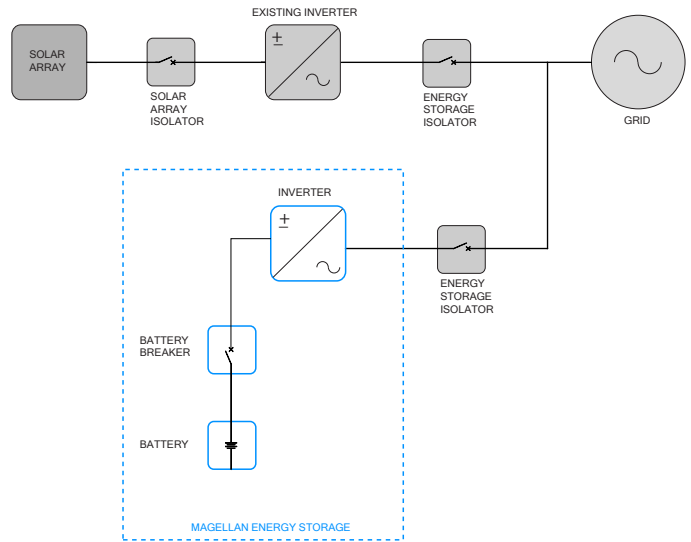 EXISTING INVERTER
SOLAR
ARRAY
SOLAR
ARRAY
ISOLATOR
ENERGY
STORAGE
ISOLATOR
GRID
INVERTER
ENERGY
STORAGE
ISOLATOR
BATTERY
BREAKER
BATTERY
MAGELLAN ENERGY STORAGE